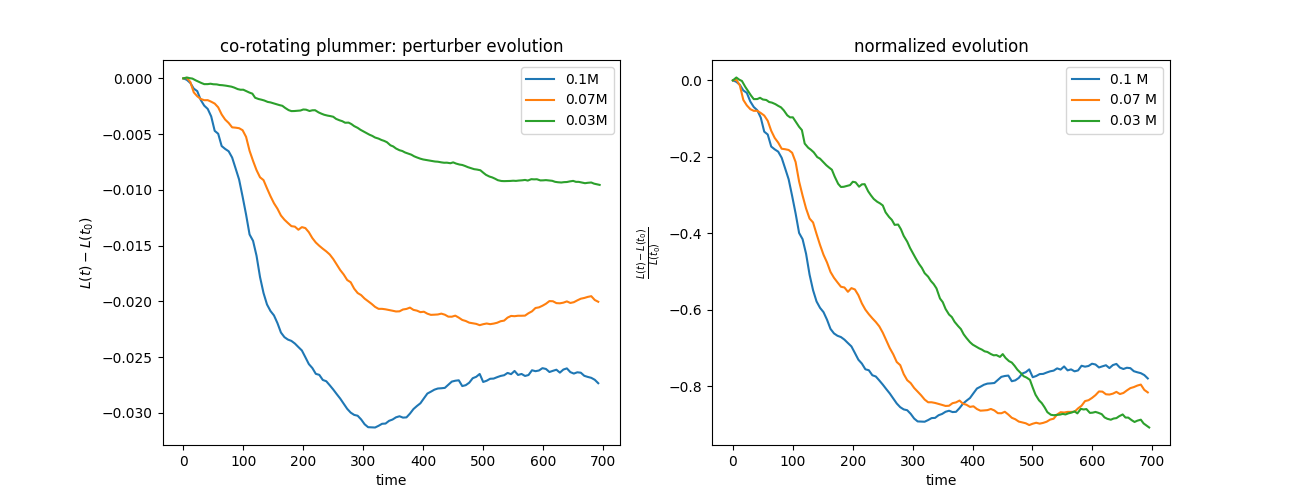 co-rotating plummer: perturber evolution
0.000
−0.005
−0.010
−0.015
−0.020
−0.025
−0.030
L(t) − L(t₀)
0 100 200 300 400 500 600 700
time
0.1M
0.07M
0.03M
normalized evolution
0.0
−0.2
−0.4
−0.6
−0.8
L(t) − L(t₀)
L(t₀)
0 100 200 300 400 500 600 700
time
0.1 M
0.07 M
0.03 M